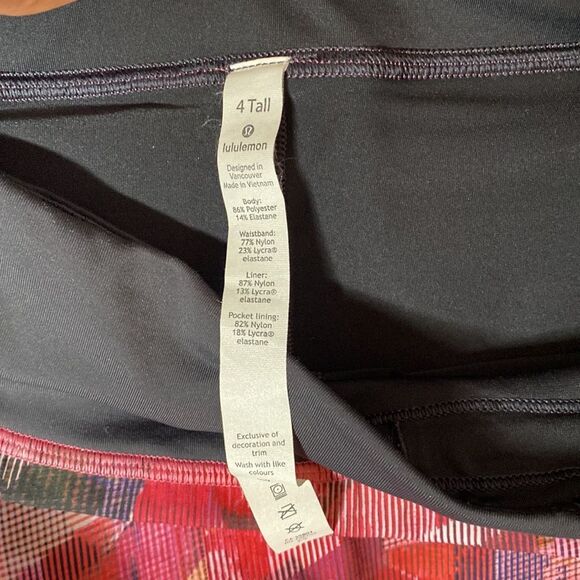 4 Tall
lululemon
Designed in
Vancouver
Made in Vietnam
Body:
86% Polyester
14% Elastane
Waistband:
77% Nylon
23% Lycra®
elastane
Liner:
87% Nylon
13% Lycra®
elastane
Pocket lining:
82% Nylon
18% Lycra®
elastane
Exclusive of
decoration and
trim
Wash with like
colours